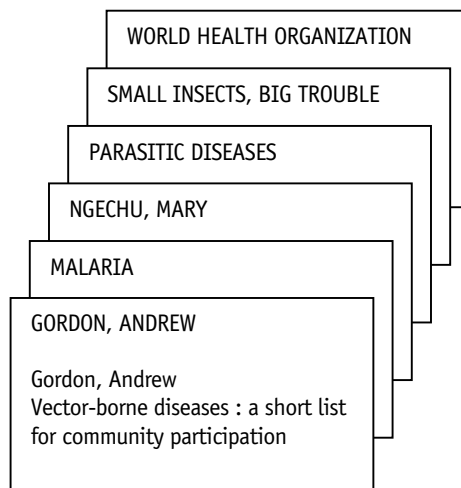 WORLD HEALTH ORGANIZATION
SMALL INSECTS, BIG TROUBLE
PARASITIC DISEASES
NGECHU, MARY
MALARIA
GORDON, ANDREW
Gordon, Andrew
Vector-borne diseases : a short list
for community participation